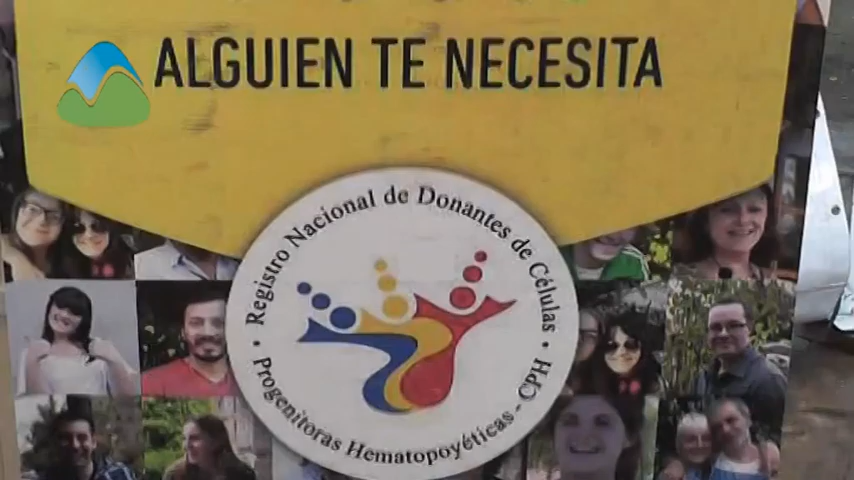 ALGUIEN TE NECESITA
• Registro Nacional de Donantes de Células •
Progenitoras Hematopoyéticas - CPH